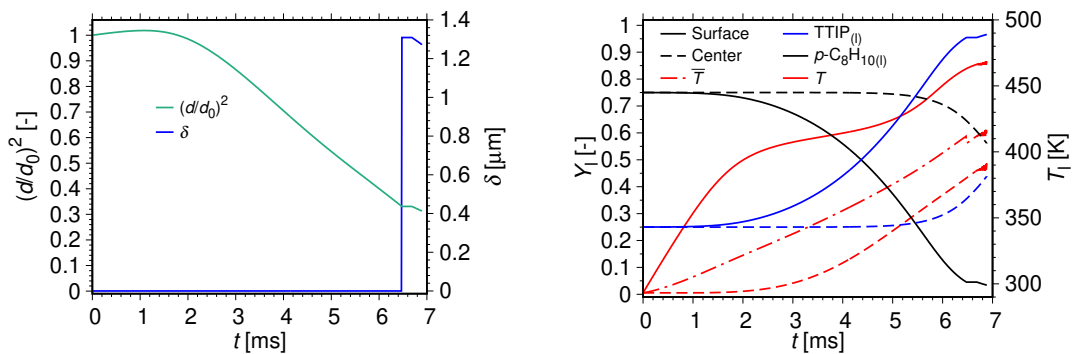 1
0.9
0.8
0.7
0.6
0.5
0.4
0.3
0.2
0.1
0
(d/d₀)² [-]
(d/d₀)²
δ
1.4
1.2
1
0.8
0.6
0.4
0.2
0
δ [μm]
0 1 2 3 4 5 6 7
t [ms]
1
0.9
0.8
0.7
0.6
0.5
0.4
0.3
0.2
0.1
0
Yₗ [-]
Surface TTIP₍ₗ₎
Center p-C₈H₁₀₍ₗ₎
T̅ T
500
450
400
350
300
Tₗ [K]
0 1 2 3 4 5 6 7
t [ms]